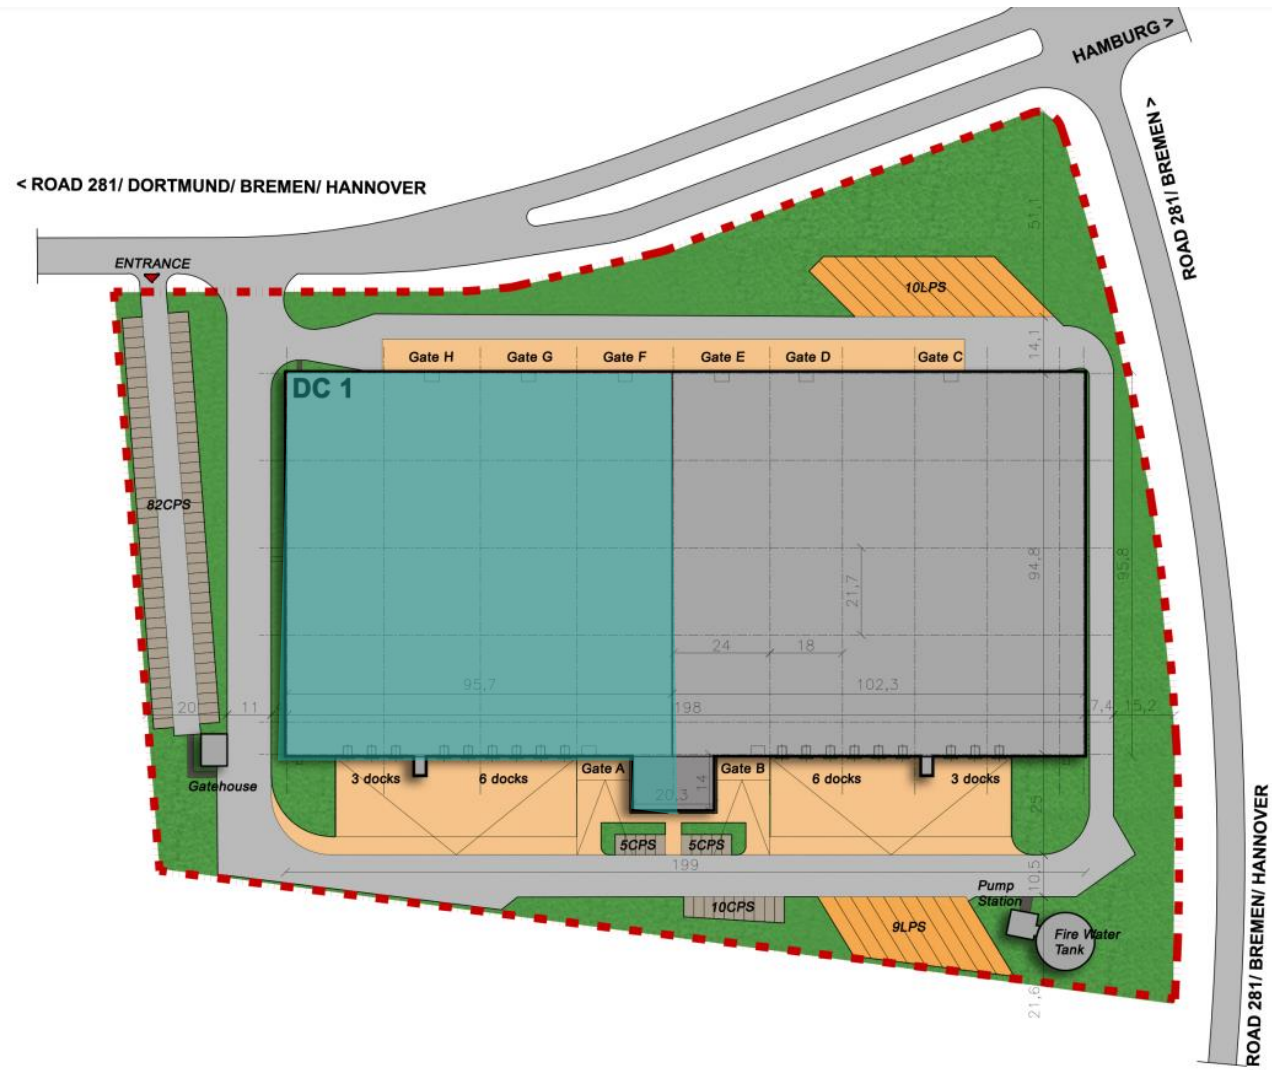 HAMBURG >
ROAD 281/ BREMEN >
< ROAD 281/ DORTMUND/ BREMEN/ HANNOVER
ENTRANCE
51,1
10LPS
14,1
Gate H
Gate G
Gate F
Gate E
Gate D
Gate C
DC 1
82CPS
94,8
95,8
21,7
24
18
95,7
102,3
20
11
198
7,4
15,2
Gatehouse
3 docks
6 docks
Gate A
Gate B
6 docks
3 docks
14
20,3
25
5CPS
5CPS
199
10,5
10CPS
9LPS
Pump
Station
Fire Water
Tank
21,6
ROAD 281/ BREMEN/ HANNOVER